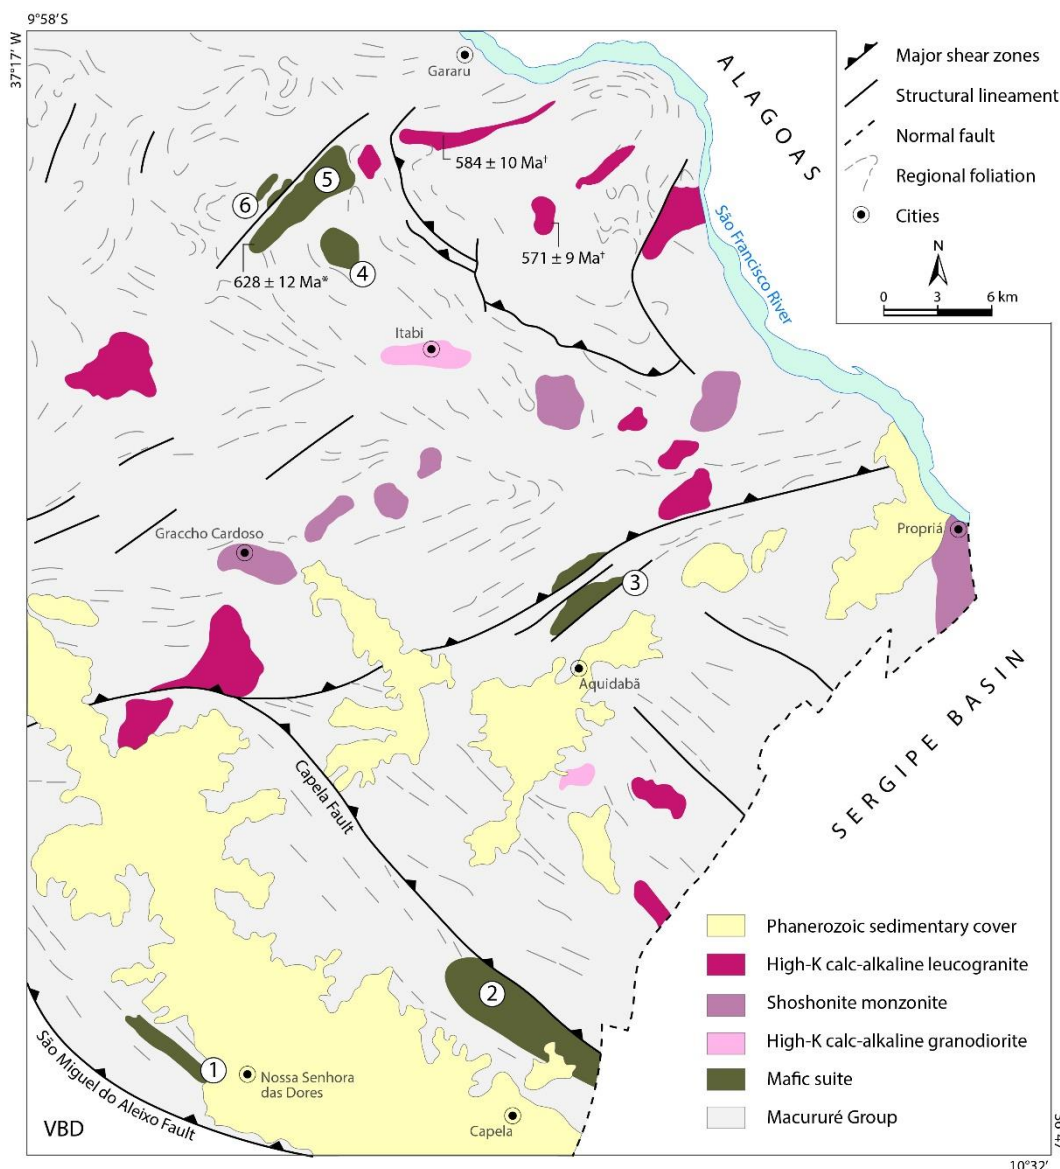 9°58' S
37°17' W
Gararu
ALAGOAS
Major shear zones
Structural lineament
Normal fault
Regional foliation
Cities
N
0 3 6 km
584 ± 10 Ma†
5
6
571 ± 9 Ma†
São Francisco River
4
628 ± 12 Ma*
Itabi
Graccho Cardoso
Propriá
3
Aquidabã
SERGIPE BASIN
Capela Fault
2
Phanerozoic sedimentary cover
High-K calc-alkaline leucogranite
Shoshonite monzonite
High-K calc-alkaline granodiorite
Mafic suite
Macururé Group
São Miguel do Aleixo Fault
1
Nossa Senhora
das Dores
Capela
VBD
10°32'